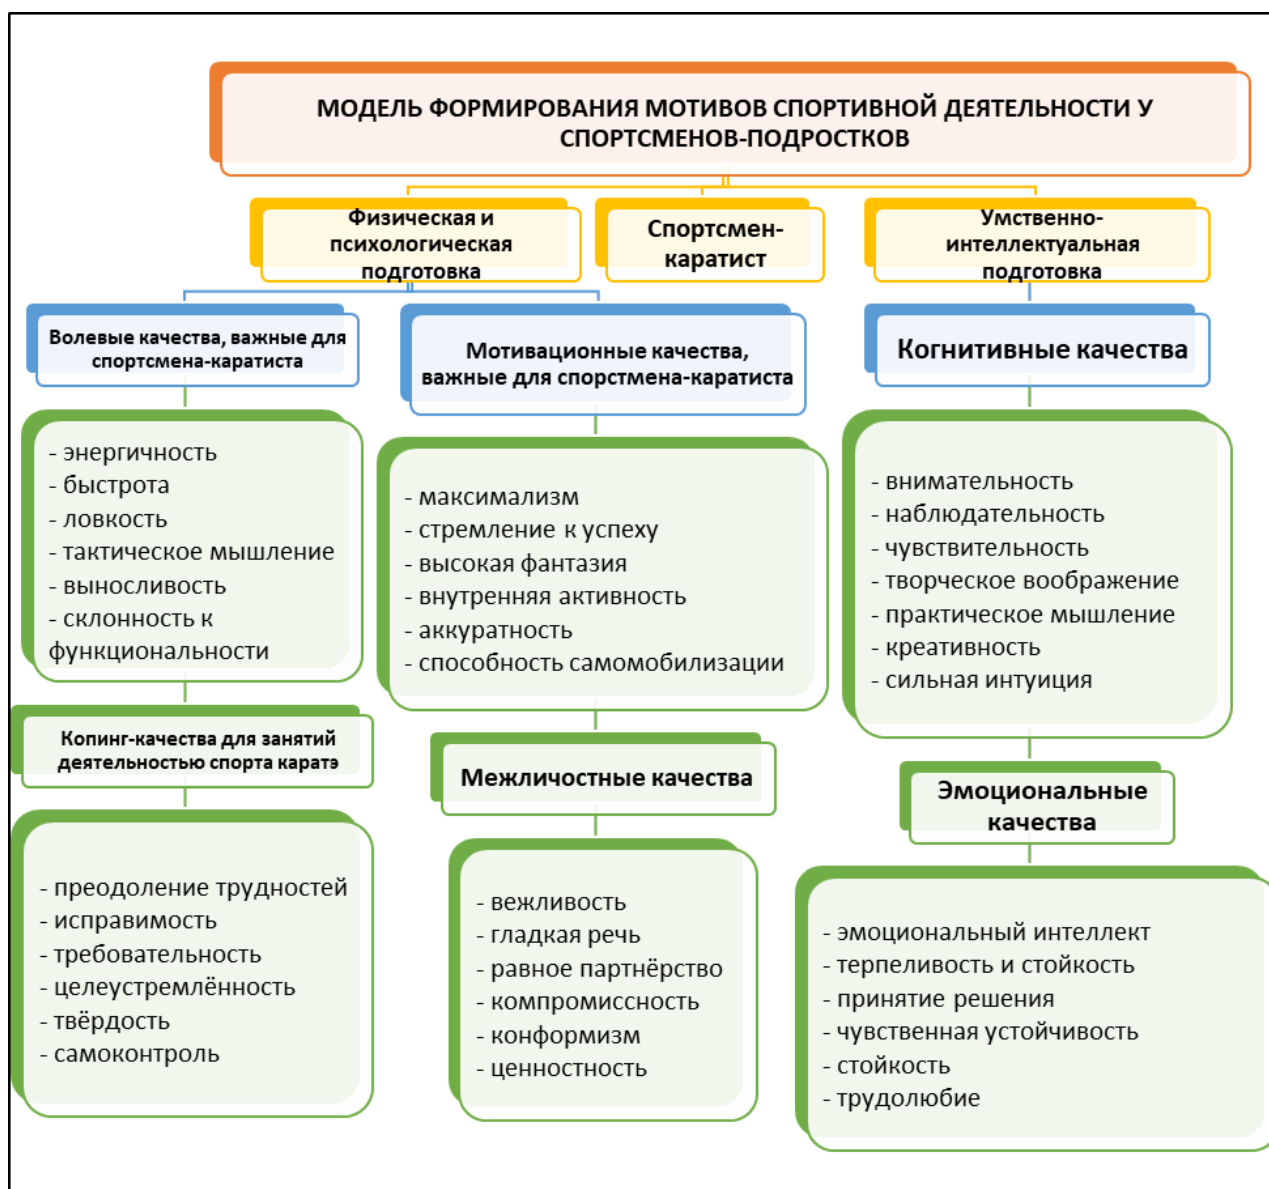 МОДЕЛЬ ФОРМИРОВАНИЯ МОТИВОВ СПОРТИВНОЙ ДЕЯТЕЛЬНОСТИ У
СПОРТСМЕНОВ-ПОДРОСТКОВ
Физическая и
психологическая
подготовка
Спортсмен-
каратист
Умственно-
интеллектуальная
подготовка
Волевые качества, важные для
спортсмена-каратиста
Мотивационные качества,
важные для спорстмена-каратиста
Когнитивные качества
- энергичность
- быстрота
- ловкость
- тактическое мышление
- выносливость
- склонность к
функциональности
- максимализм
- стремление к успеху
- высокая фантазия
- внутренняя активность
- аккуратность
- способность самомобилизации
- внимательность
- наблюдательность
- чувствительность
- творческое воображение
- практическое мышление
- креативность
- сильная интуиция
Копинг-качества для занятий
деятельностью спорта каратэ
Межличостные качества
Эмоциональные
качества
- преодоление трудностей
- исправимость
- требовательность
- целеустремлённость
- твёрдость
- самоконтроль
- вежливость
- гладкая речь
- равное партнёрство
- компромиссность
- конформизм
- ценностность
- эмоциональный интеллект
- терпеливость и стойкость
- принятие решения
- чувственная устойчивость
- стойкость
- трудолюбие